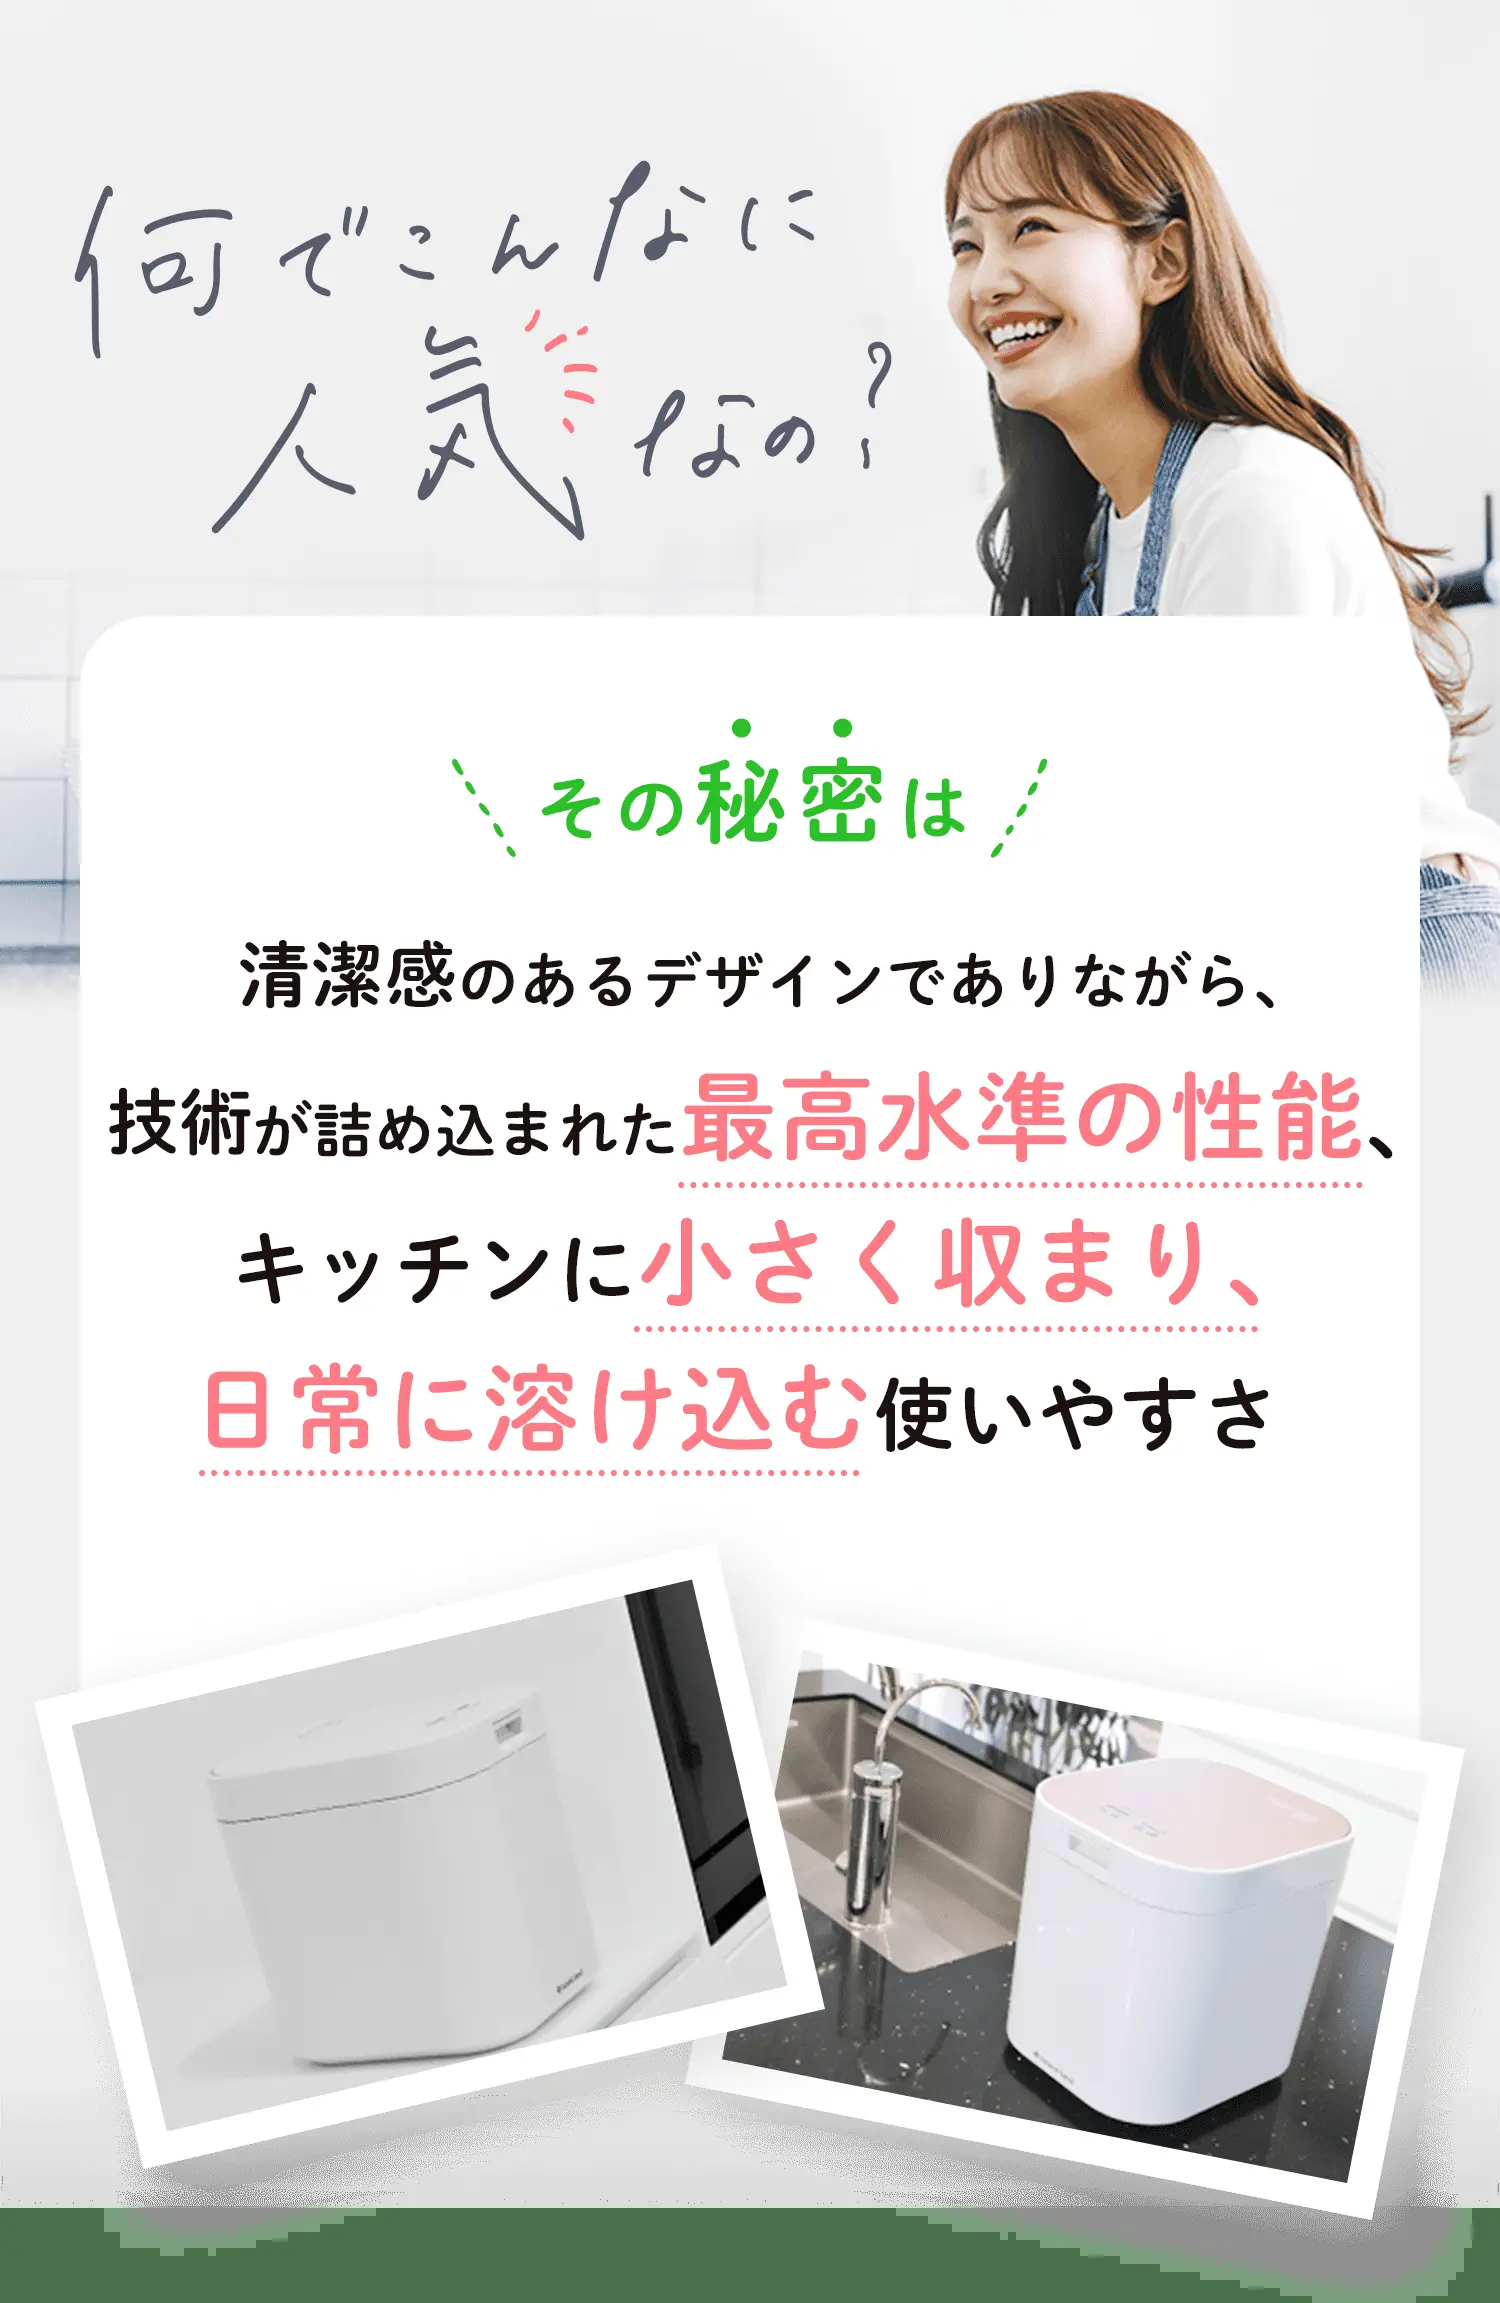 何でこんなに
人気なの?
その秘密は
清潔感のあるデザインでありながら、
技術が詰め込まれた最高水準の性能、
キッチンに小さく収まり、
日常に溶け込む使いやすさ